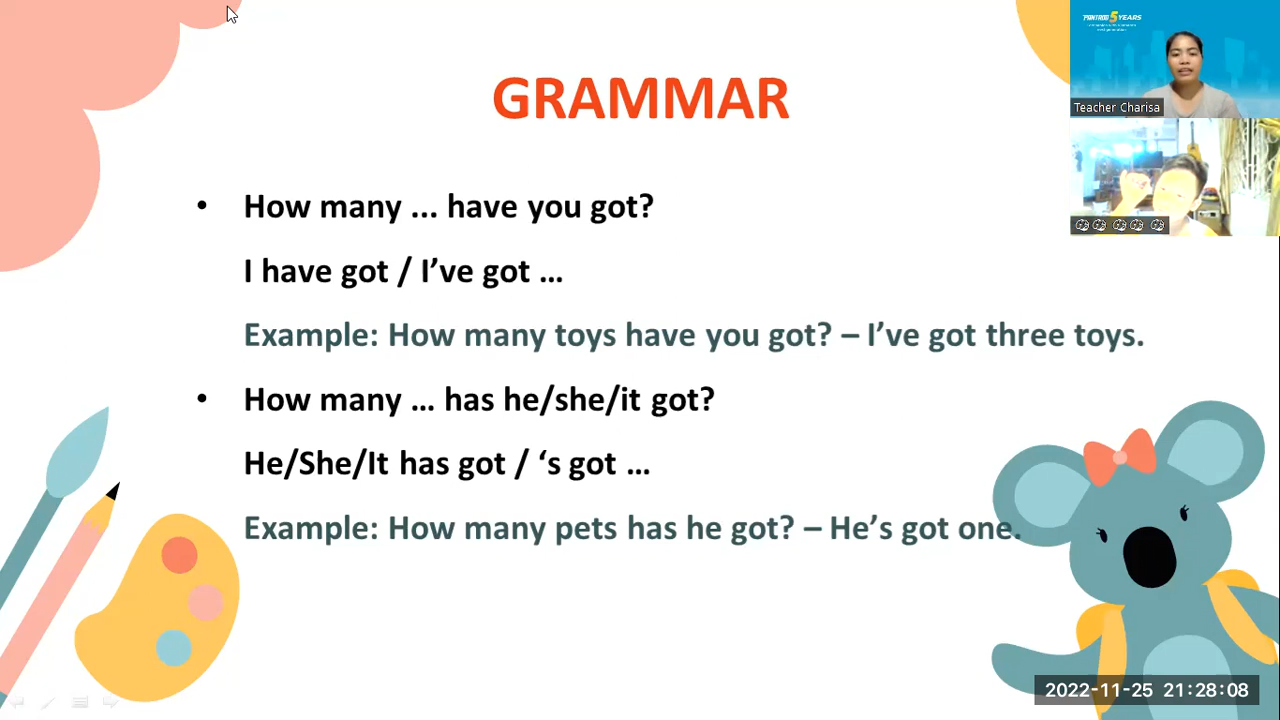 GRAMMAR
• How many ... have you got?
I have got / I’ve got …
Example: How many toys have you got? – I’ve got three toys.
• How many … has he/she/it got?
He/She/It has got / ‘s got …
Example: How many pets has he got? – He’s got one.
5 YEARS
Teacher Charisa
2022-11-25 21:28:08